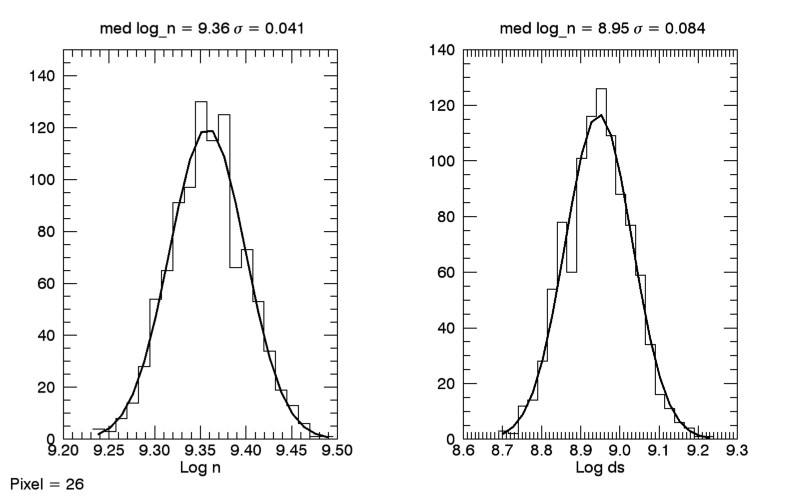 med log_n = 9.36 σ = 0.041
140
120
100
80
60
40
20
0
9.20 9.25 9.30 9.35 9.40 9.45 9.50
Log n
med log_n = 8.95 σ = 0.084
140
120
100
80
60
40
20
0
8.6 8.7 8.8 8.9 9.0 9.1 9.2 9.3
Log ds
Pixel = 26